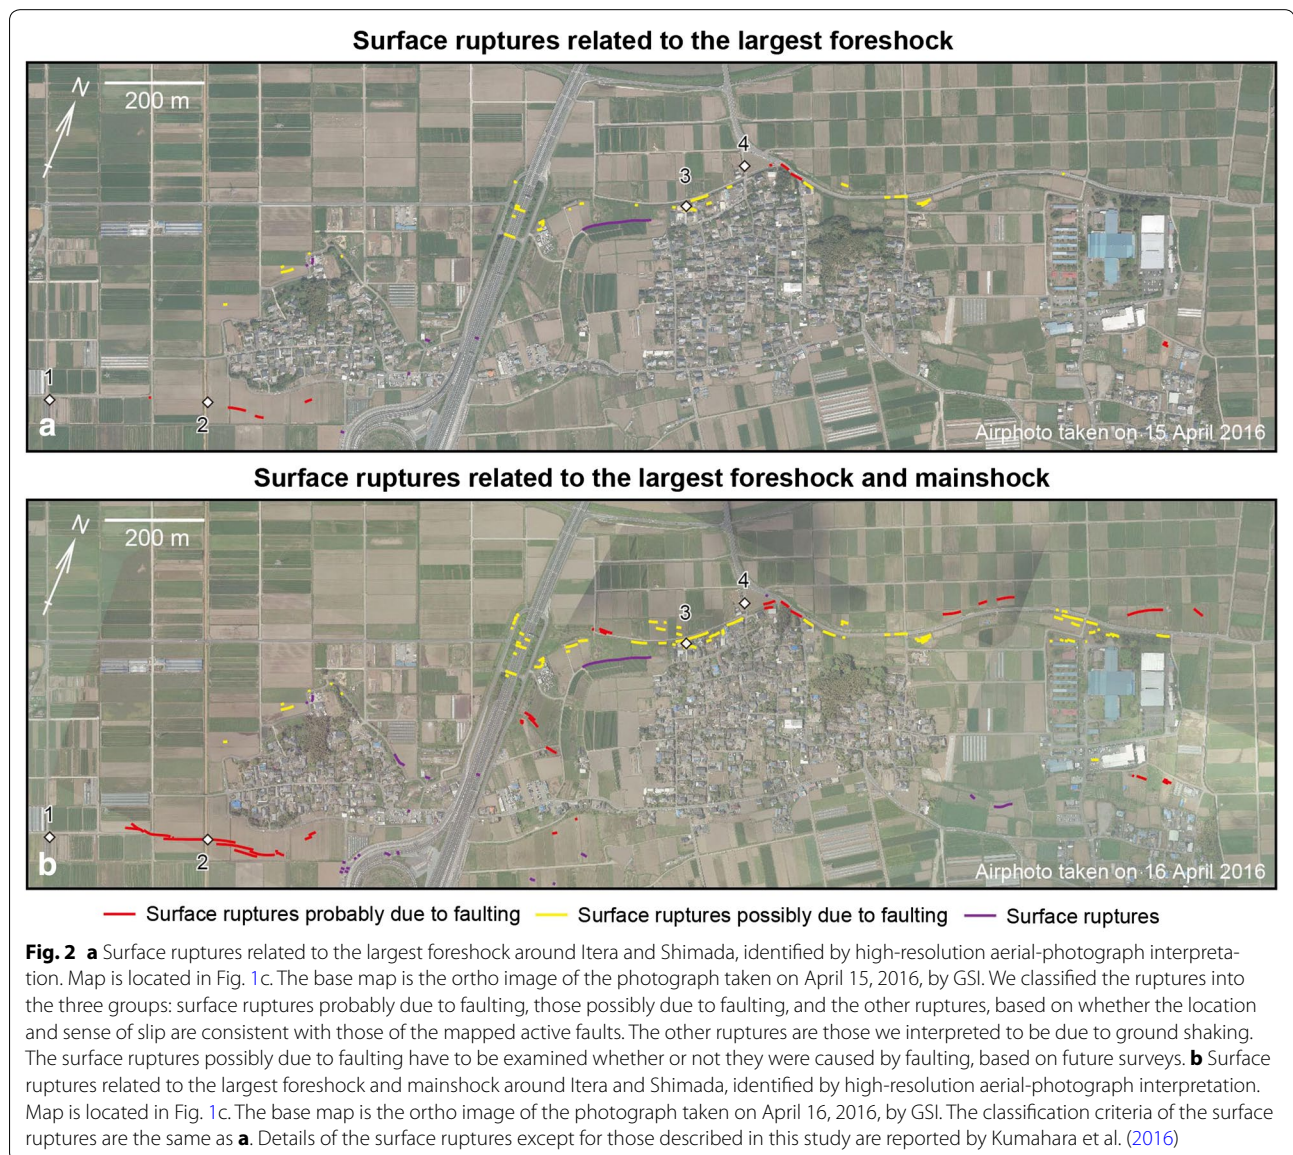 Surface ruptures related to the largest foreshock
N
200 m
4
3
1
2
a
Airphoto taken on 15 April 2016
Surface ruptures related to the largest foreshock and mainshock
N
200 m
4
3
1
2
b
Airphoto taken on 16 April 2016
Surface ruptures probably due to faulting
Surface ruptures possibly due to faulting
Surface ruptures
Fig. 2 a Surface ruptures related to the largest foreshock around Itera and Shimada, identified by high-resolution aerial-photograph interpreta-
tion. Map is located in Fig. 1c. The base map is the ortho image of the photograph taken on April 15, 2016, by GSI. We classified the ruptures into
the three groups: surface ruptures probably due to faulting, those possibly due to faulting, and the other ruptures, based on whether the location
and sense of slip are consistent with those of the mapped active faults. The other ruptures are those we interpreted to be due to ground shaking.
The surface ruptures possibly due to faulting have to be examined whether or not they were caused by faulting, based on future surveys. b Surface
ruptures related to the largest foreshock and mainshock around Itera and Shimada, identified by high-resolution aerial-photograph interpretation.
Map is located in Fig. 1c. The base map is the ortho image of the photograph taken on April 16, 2016, by GSI. The classification criteria of the surface
ruptures are the same as a. Details of the surface ruptures except for those described in this study are reported by Kumahara et al. (2016)